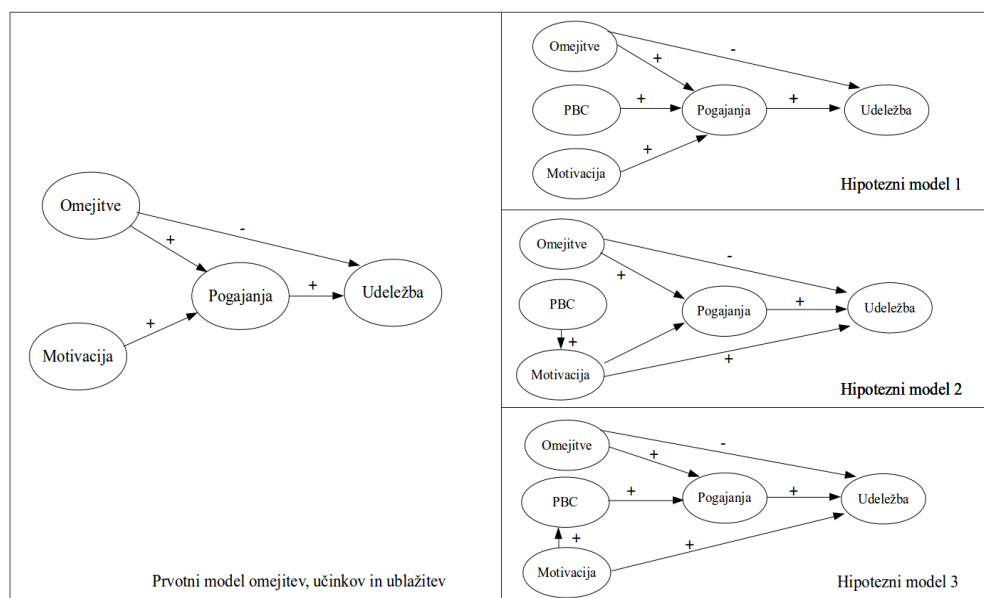 Omejitve
-
+
Pogajanja
+
Udeležba
+
Motivacija
Prvotni model omejitev, učinkov in ublažitev
Omejitve
-
+
PBC
+
Pogajanja
+
Udeležba
+
Motivacija
Hipotezni model 1
Omejitve
-
+
PBC
Pogajanja
+
Udeležba
+
Motivacija
+
Hipotezni model 2
Omejitve
-
+
PBC
+
Pogajanja
+
Udeležba
+
Motivacija
+
Hipotezni model 3